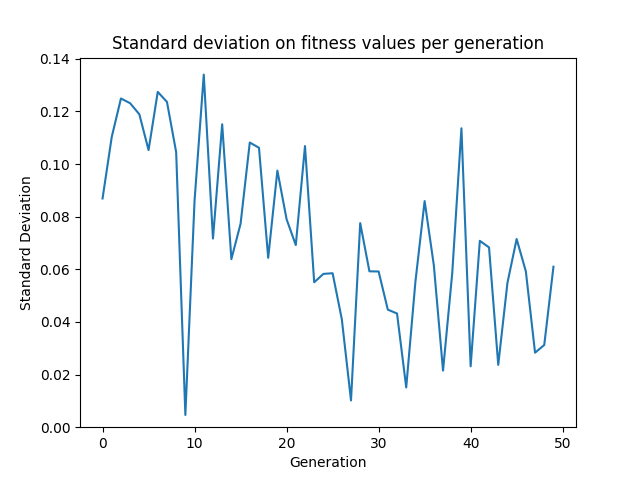 Standard deviation on fitness values per generation
0.14
0.12
0.10
0.08
0.06
0.04
0.02
0.00
Standard Deviation
0 10 20 30 40 50
Generation